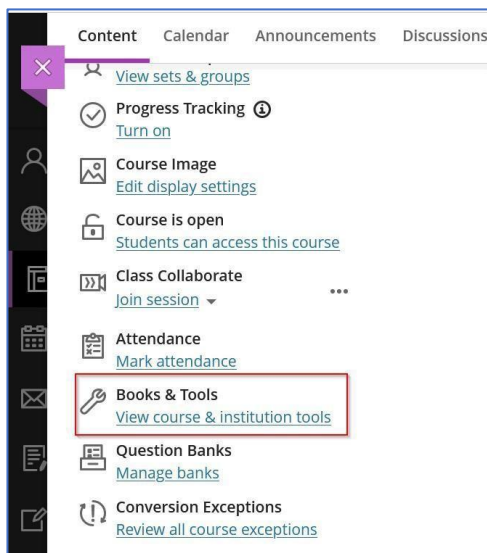 Content Calendar Announcements Discussions
View sets & groups
Progress Tracking
Turn on
Course Image
Edit display settings
Course is open
Students can access this course
Class Collaborate
Join session
Attendance
Mark attendance
Books & Tools
View course & institution tools
Question Banks
Manage banks
Conversion Exceptions
Review all course exceptions